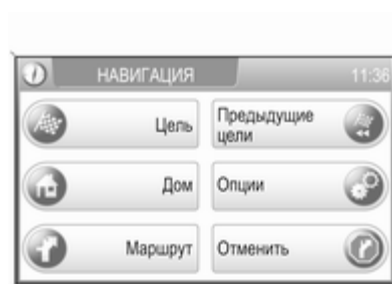 НАВИГАЦИЯ 11:36
Цель
Предыдущие
цели
Дом
Опции
Маршрут
Отменить